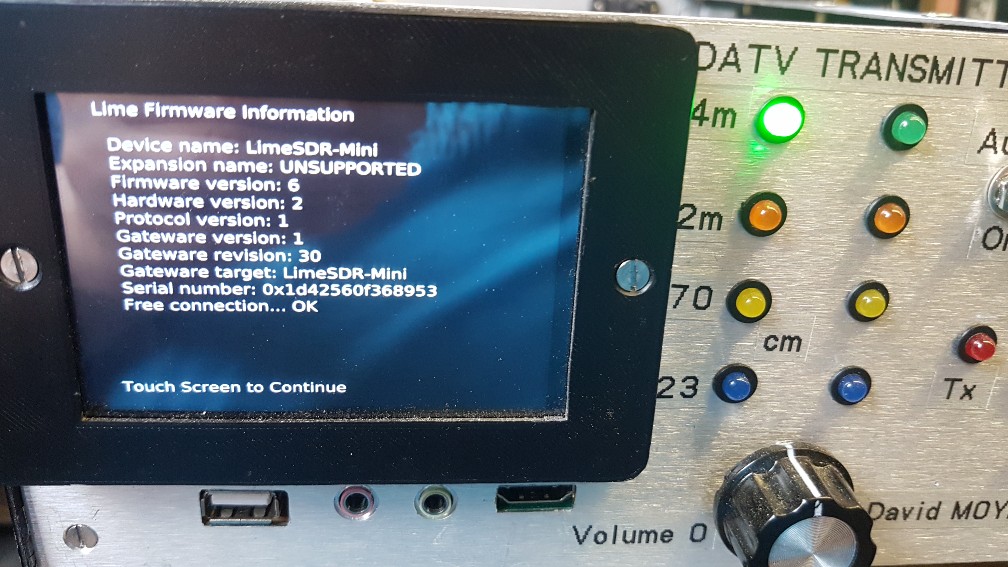 Lime Firmware Information
Device name: LimeSDR-Mini
Expansion name: UNSUPPORTED
Firmware version: 6
Hardware version: 2
Protocol version: 1
Gateware version: 1
Gateware revision: 30
Gateware target: LimeSDR-Mini
Serial number: 0x1d42560f368953
Free connection... OK
Touch Screen to Continue
DATV TRANSMITT
4m
2m
70
cm
23
Tx
Volume 0
David MOY